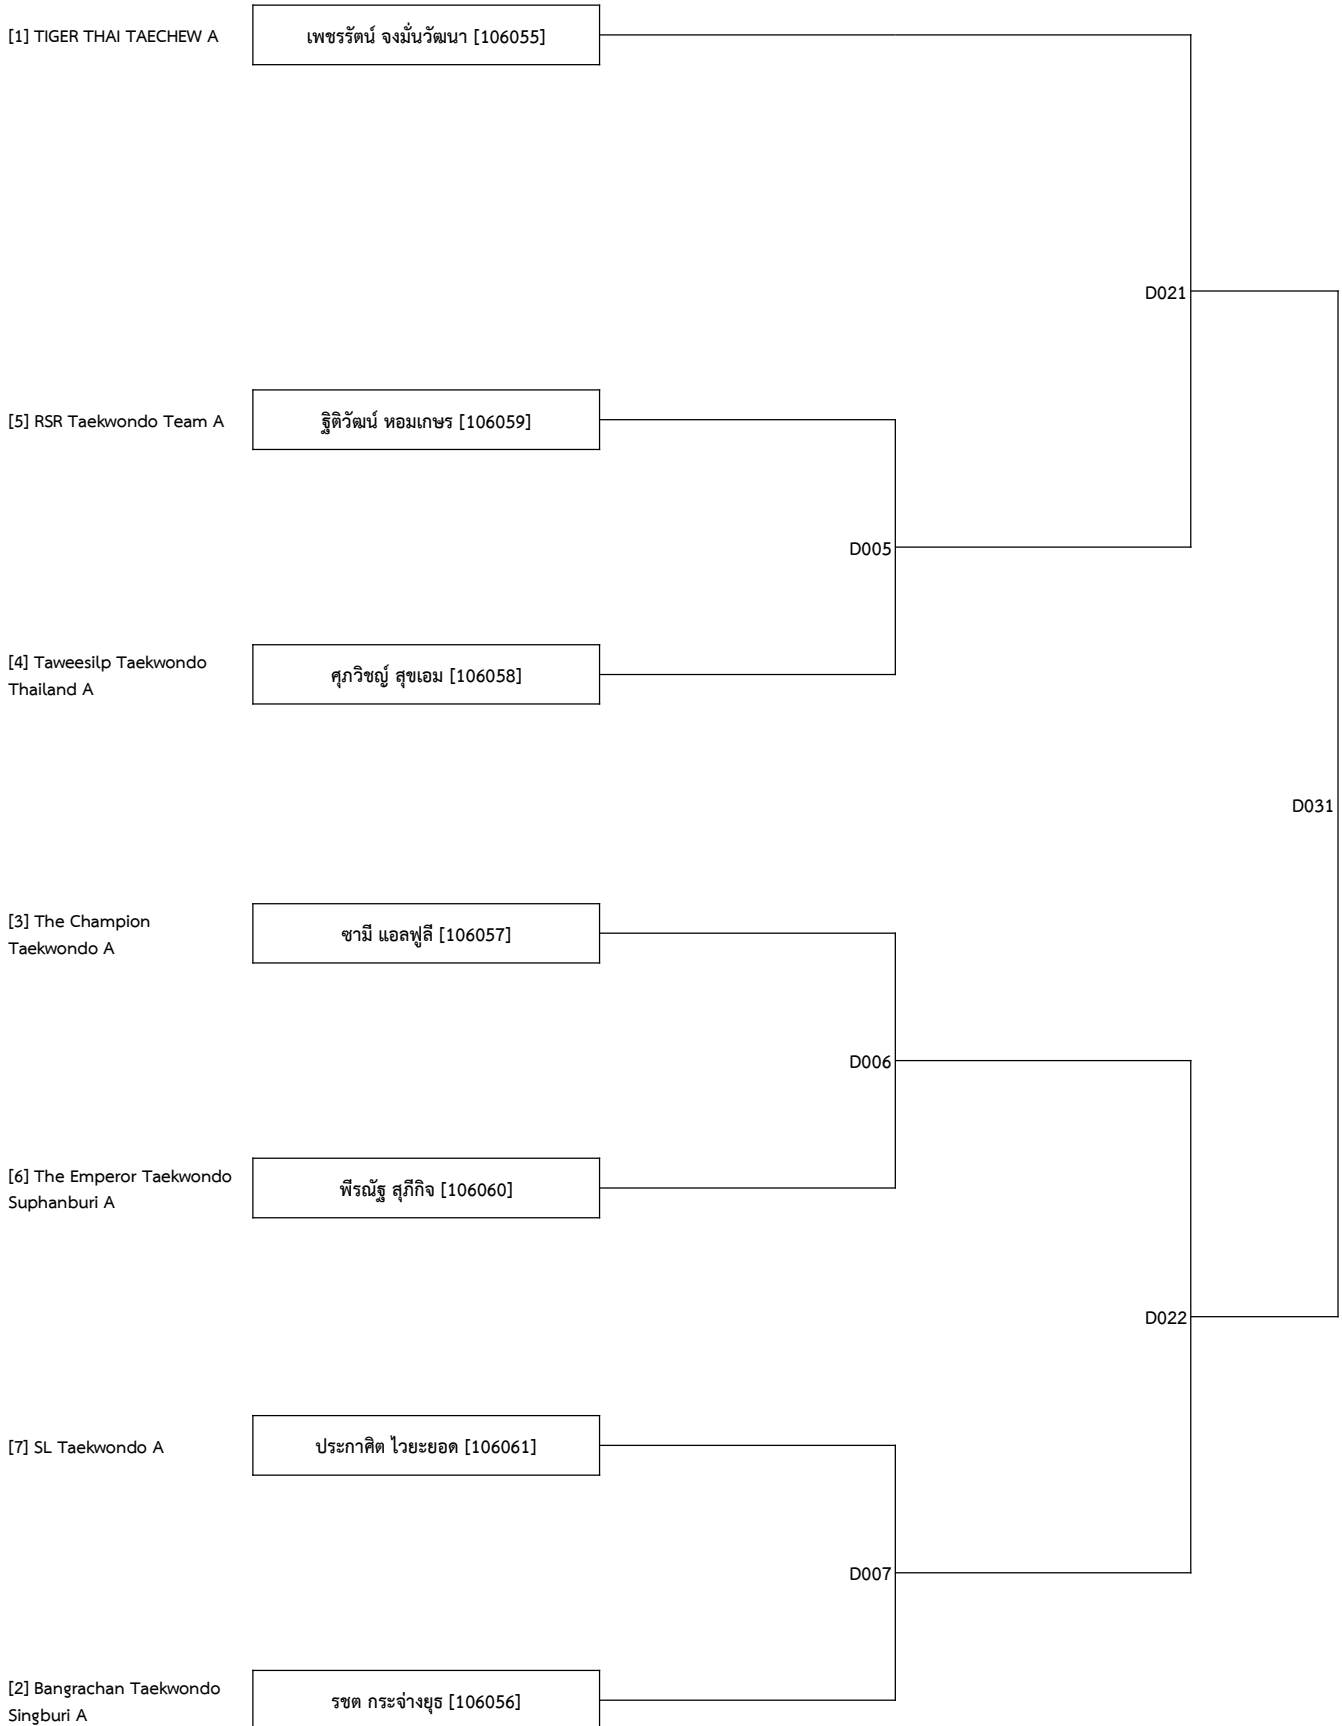 [1] TIGER THAI TAECHEW A
เพชรรัตน์ จงมั่นวัฒนา [106055]
D021
[5] RSR Taekwondo Team A
ฐิติวัฒน์ หอมเกษร [106059]
D005
[4] Taweesilp Taekwondo
Thailand A
ศุภวิชญ์ สุขเอม [106058]
D031
[3] The Champion
Taekwondo A
ซามี แอลฟูลี [106057]
D006
[6] The Emperor Taekwondo
Suphanburi A
พีรณัฐ สุภีกิจ [106060]
D022
[7] SL Taekwondo A
ประกาศิต ไวยะยอด [106061]
D007
[2] Bangrachan Taekwondo
Singburi A
รชต กระจ่างยุธ [106056]